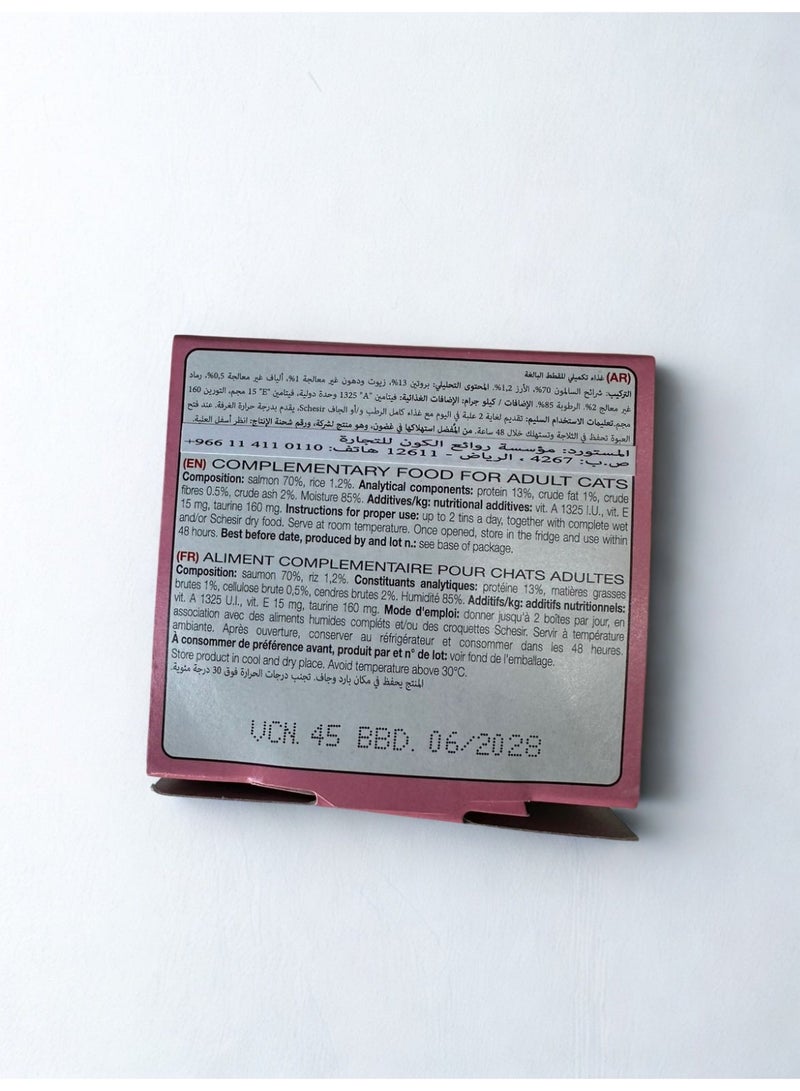 (AR) غذاء تكميلي للقطط البالغة
التركيب: شرائح السالمون 70%، الأرز 1,2%. المحتوى التحليلي: بروتين 13%، زيوت ودهون غير معالجة 1%، ألياف غير معالجة 0,5%، رماد
غير معالج 2%. الرطوبة 85%. الإضافات / كيلو جرام: الإضافات الغذائية: فيتامين "A" 1325 وحدة دولية، فيتامين "E" 15 مجم، التورين 160
مجم. تعليمات الاستخدام السليم: تقديم لغاية 2 علبة في اليوم مع غذاء كامل الرطب و/أو الجاف Schesir، يقدم بدرجة حرارة الغرفة. عند فتح
العبوة تحفظ في الثلاجة وتستهلك خلال 48 ساعة. من المُفضل استهلاكها في غضون، وهو منتج لشركة، ورقم شحنة الإنتاج: انظر أسفل العلبة.
المستورد: مؤسسة روائع الكون للتجارة
ص.ب: 4267 ، الرياض - 12611 هاتف: 0110 411 11 966+
(EN) COMPLEMENTARY FOOD FOR ADULT CATS
Composition: salmon 70%, rice 1.2%. Analytical components: protein 13%, crude fat 1%, crude
fibres 0.5%, crude ash 2%. Moisture 85%. Additives/kg: nutritional additives: vit. A 1325 I.U., vit. E
15 mg, taurine 160 mg. Instructions for proper use: up to 2 tins a day, together with complete wet
and/or Schesir dry food. Serve at room temperature. Once opened, store in the fridge and use within
48 hours. Best before date, produced by and lot n.: see base of package.
(FR) ALIMENT COMPLEMENTAIRE POUR CHATS ADULTES
Composition: saumon 70%, riz 1,2%. Constituants analytiques: protéine 13%, matières grasses
brutes 1%, cellulose brute 0,5%, cendres brutes 2%. Humidité 85%. Additifs/kg: additifs nutritionnels:
vit. A 1325 U.I., vit. E 15 mg, taurine 160 mg. Mode d'emploi: donner jusqu'à 2 boîtes par jour, en
association avec des aliments humides compléts et/ou des croquettes Schesir. Servir à température
ambiante. Après ouverture, conserver au réfrigérateur et consommer dans les 48 heures.
À consommer de préférence avant, produit par et n° de lot: voir fond de l'emballage.
Store product in cool and dry place. Avoid temperature above 30°C.
المنتج يحفظ في مكان بارد وجاف. تجنب درجات الحرارة فوق 30 درجة مئوية.
VCN. 45 BBD. 06/2028